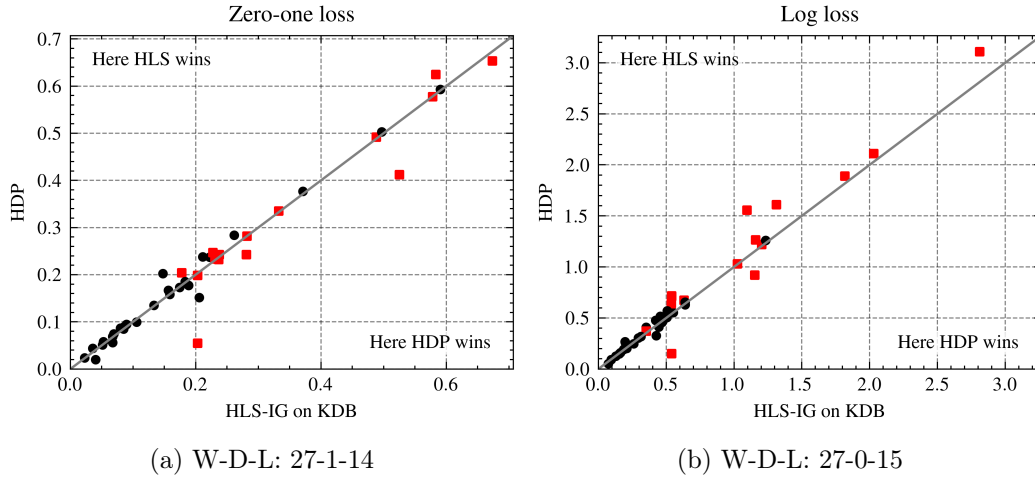 Zero-one loss
0.7
0.6
0.5
0.4
0.3
0.2
0.1
0.0
HDP
Here HLS wins
Here HDP wins
0.0 0.2 0.4 0.6
HLS-IG on KDB
(a) W-D-L: 27-1-14
Log loss
3.0
2.5
2.0
1.5
1.0
0.5
0.0
HDP
Here HLS wins
Here HDP wins
0.0 0.5 1.0 1.5 2.0 2.5 3.0
HLS-IG on KDB
(b) W-D-L: 27-0-15